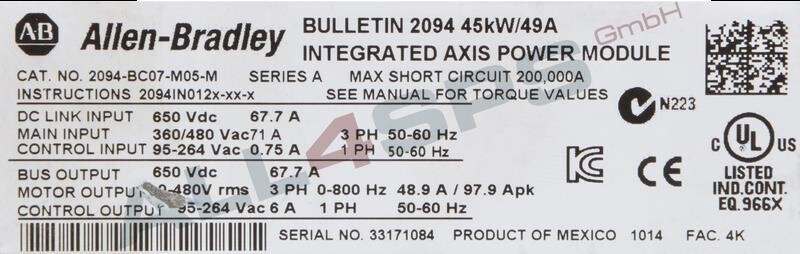 AB Allen-Bradley
BULLETIN 2094 45kW/49A
INTEGRATED AXIS POWER MODULE
CAT. NO. 2094-BC07-M05-M SERIES A MAX SHORT CIRCUIT 200,000A
INSTRUCTIONS 2094IN012x-xx-x SEE MANUAL FOR TORQUE VALUES
DC LINK INPUT 650 Vdc 67.7 A
MAIN INPUT 360/480 Vac 71 A 3 PH 50-60 Hz
CONTROL INPUT 95-264 Vac 0.75 A 1 PH 50-60 Hz
BUS OUTPUT 650 Vdc 67.7 A
MOTOR OUTPUT 0-480V rms 3 PH 0-800 Hz 48.9 A / 97.9 Apk
CONTROL OUTPUT 95-264 Vac 6 A 1 PH 50-60 Hz
SERIAL NO. 33171084 PRODUCT OF MEXICO 1014 FAC. 4K
N223
KC CE
C UL US
LISTED
IND.CONT.
EQ.966X
ALL4SPS GmbH